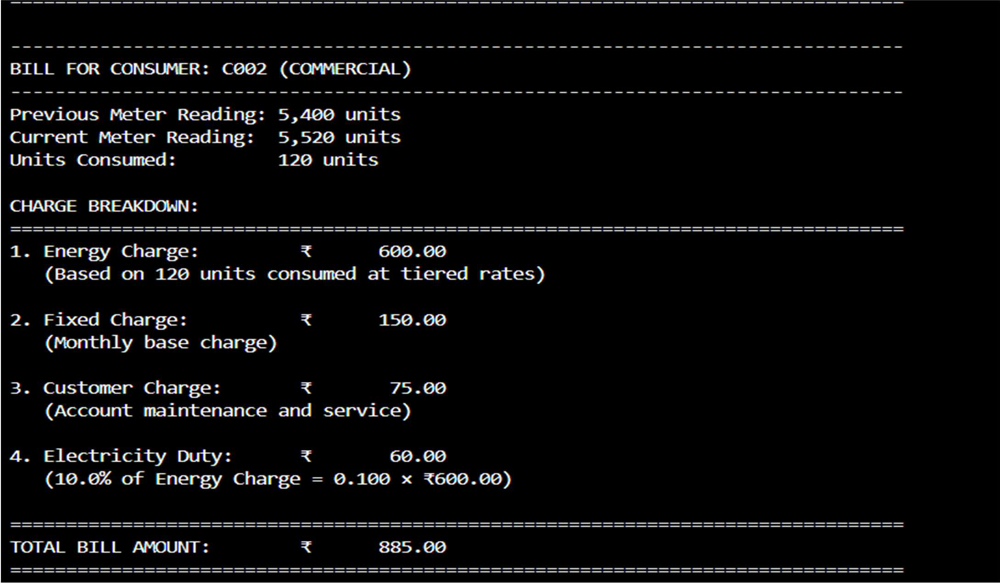 ================================================================================
--------------------------------------------------------------------------------
BILL FOR CONSUMER: C002 (COMMERCIAL)
--------------------------------------------------------------------------------
Previous Meter Reading: 5,400 units
Current Meter Reading:  5,520 units
Units Consumed:         120 units
CHARGE BREAKDOWN:
================================================================================
1. Energy Charge:         ₹      600.00
   (Based on 120 units consumed at tiered rates)
2. Fixed Charge:          ₹      150.00
   (Monthly base charge)
3. Customer Charge:       ₹       75.00
   (Account maintenance and service)
4. Electricity Duty:      ₹       60.00
   (10.0% of Energy Charge = 0.100 × ₹600.00)
================================================================================
TOTAL BILL AMOUNT:        ₹      885.00
================================================================================